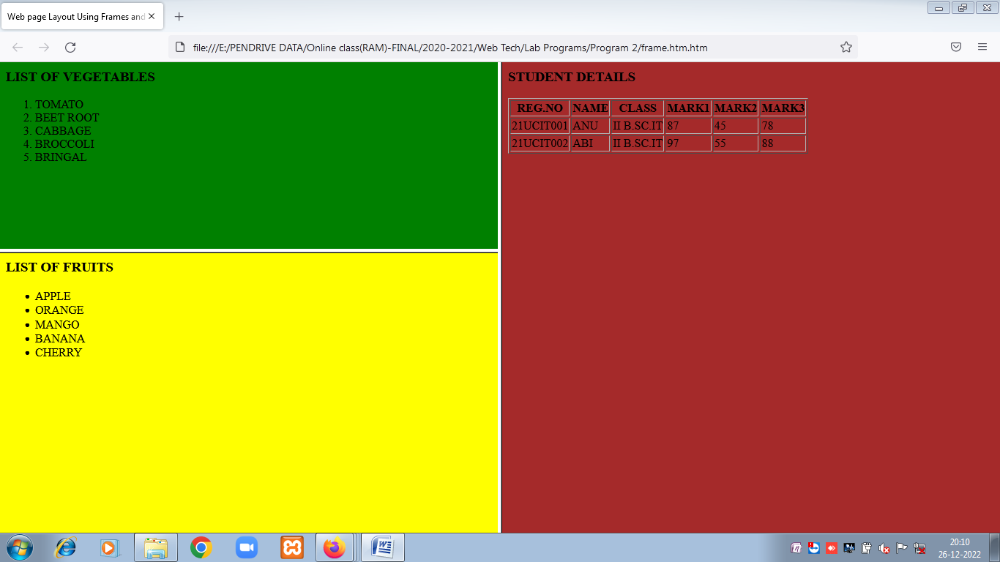 Web page Layout Using Frames and
file:///E:/PENDRIVE DATA/Online class(RAM)-FINAL/2020-2021/Web Tech/Lab Programs/Program 2/frame.htm.htm
LIST OF VEGETABLES
1. TOMATO
2. BEET ROOT
3. CABBAGE
4. BROCCOLI
5. BRINGAL
LIST OF FRUITS
• APPLE
• ORANGE
• MANGO
• BANANA
• CHERRY
STUDENT DETAILS
REG.NO NAME CLASS MARK1 MARK2 MARK3
21UCIT001 ANU II B.SC.IT 87 45 78
21UCIT002 ABI II B.SC.IT 97 55 88
20:10
26-12-2022